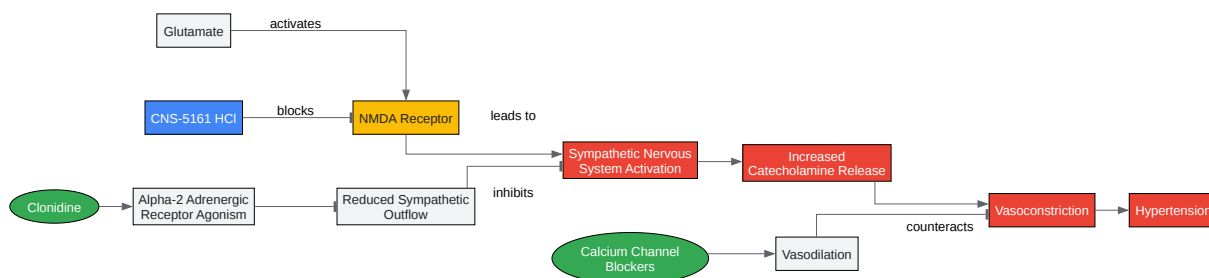 Glutamate
activates
CNS-5161 HCl
blocks
NMDA Receptor
leads to
Sympathetic Nervous
System Activation
Increased
Catecholamine Release
Clonidine
Alpha-2 Adrenergic
Receptor Agonism
Reduced Sympathetic
Outflow
inhibits
Vasoconstriction
Hypertension
counteracts
Calcium Channel
Blockers
Vasodilation